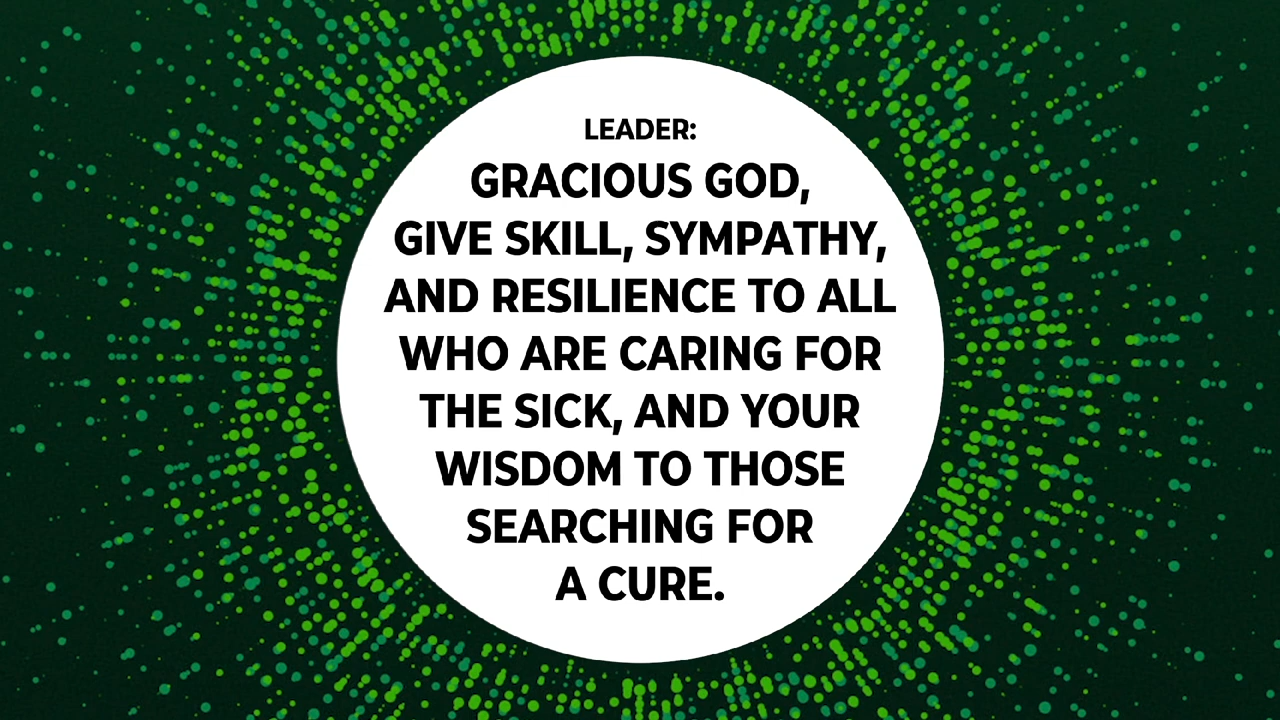 LEADER:
GRACIOUS GOD,
GIVE SKILL, SYMPATHY,
AND RESILIENCE TO ALL
WHO ARE CARING FOR
THE SICK, AND YOUR
WISDOM TO THOSE
SEARCHING FOR
A CURE.